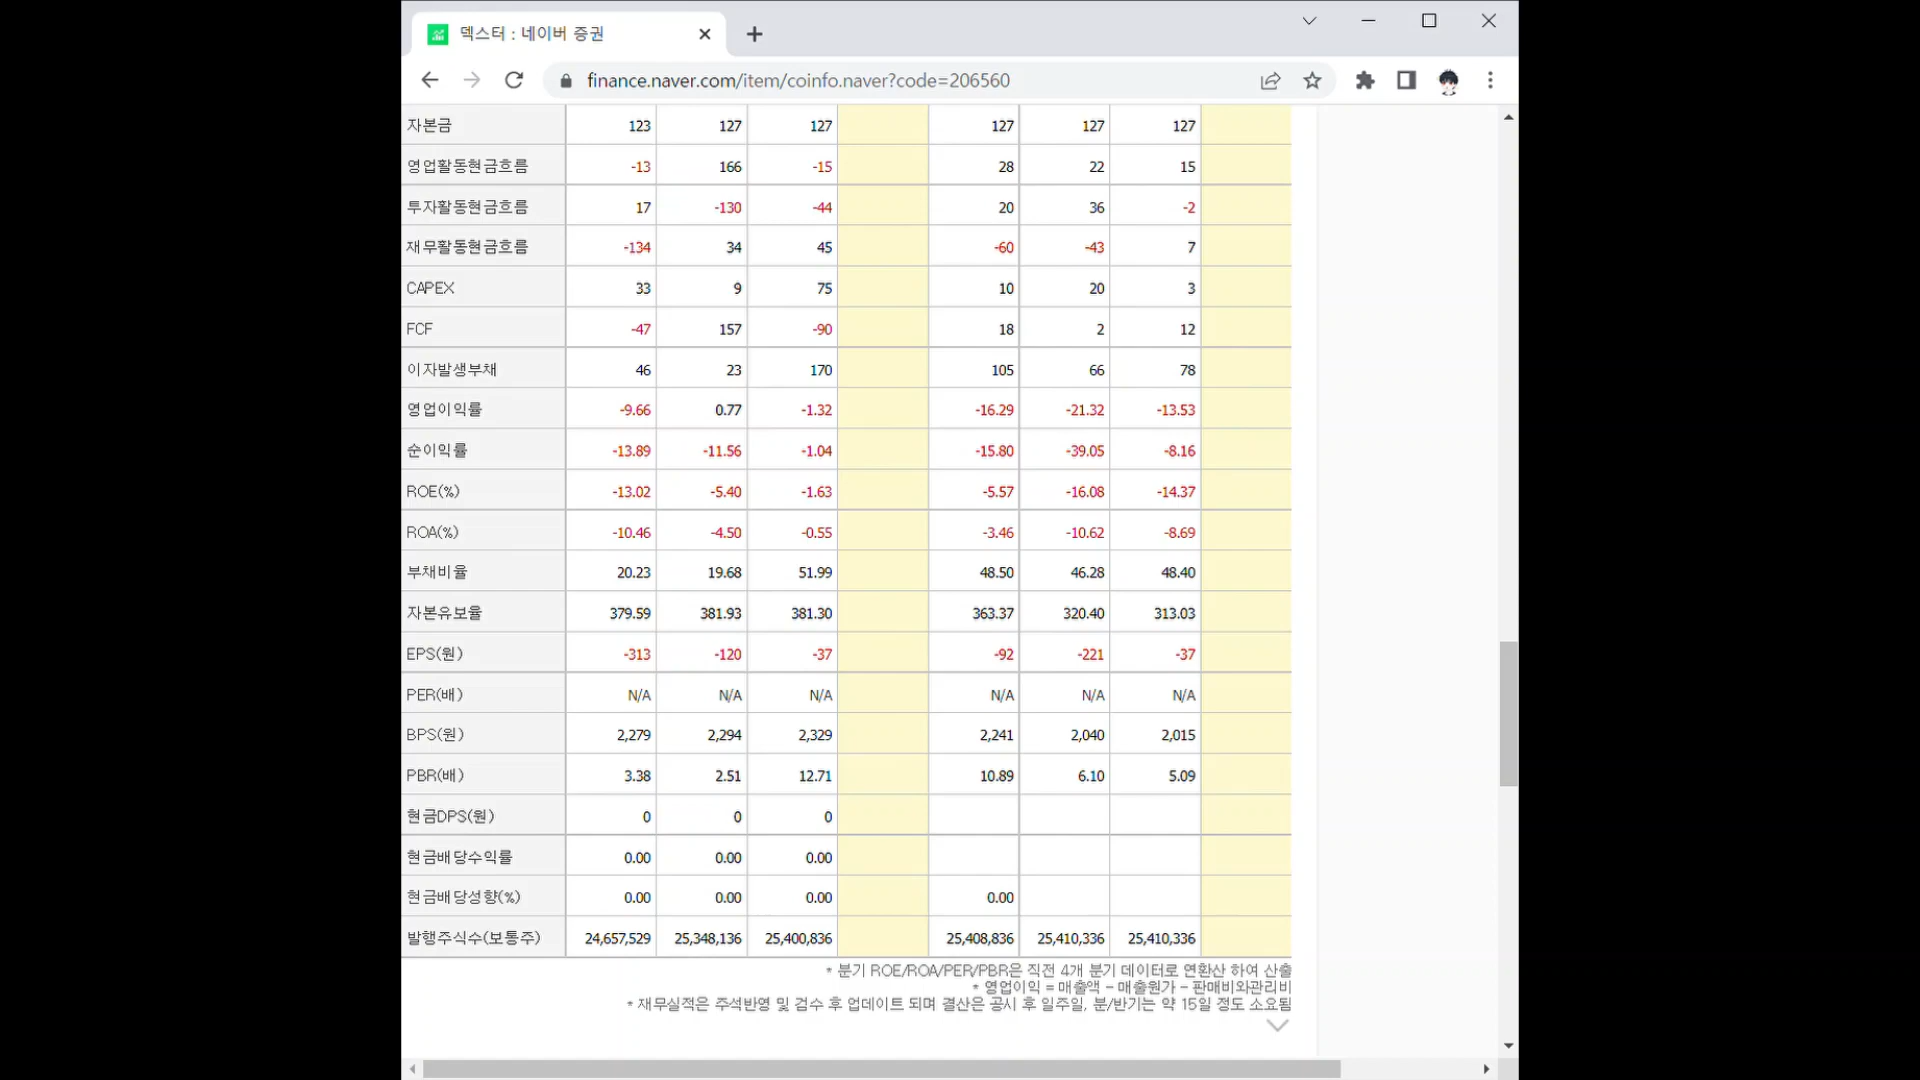 덱스터 : 네이버 증권
finance.naver.com/item/coinfo.naver?code=206560
자본금 123 127 127 127 127 127
영업활동현금흐름 -13 166 -15 28 22 15
투자활동현금흐름 17 -130 -44 20 36 -2
재무활동현금흐름 -134 34 45 -60 -43 7
CAPEX 33 9 75 10 20 3
FCF -47 157 -90 18 2 12
이자발생부채 46 23 170 105 66 78
영업이익률 -9.66 0.77 -1.32 -16.29 -21.32 -13.53
순이익률 -13.89 -11.56 -1.04 -15.80 -39.05 -8.16
ROE(%) -13.02 -5.40 -1.63 -5.57 -16.08 -14.37
ROA(%) -10.46 -4.50 -0.55 -3.46 -10.62 -8.69
부채비율 20.23 19.68 51.99 48.50 46.28 48.40
자본유보율 379.59 381.93 381.30 363.37 320.40 313.03
EPS(원) -313 -120 -37 -92 -221 -37
PER(배) N/A N/A N/A N/A N/A N/A
BPS(원) 2,279 2,294 2,329 2,241 2,040 2,015
PBR(배) 3.38 2.51 12.71 10.89 6.10 5.09
현금DPS(원) 0 0 0
현금배당수익률 0.00 0.00 0.00
현금배당성향(%) 0.00 0.00 0.00 0.00
발행주식수(보통주) 24,657,529 25,348,136 25,400,836 25,408,836 25,410,336 25,410,336
* 분기 ROE/ROA/PER/PBR은 직전 4개 분기 데이터로 연환산 하여 산출
* 영업이익 = 매출액 - 매출원가 - 판매비와관리비
* 재무실적은 주석반영 및 검수 후 업데이트 되며 결산은 공시 후 일주일, 분/반기는 약 15일 정도 소요됨